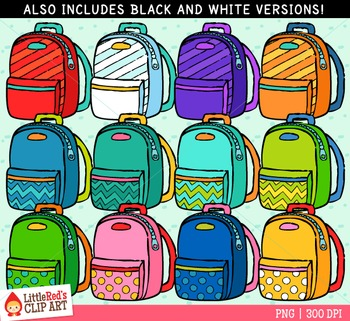 ALSO INCLUDES BLACK AND WHITE VERSIONS!
LITTLERED'S
CLIP ART
PNG | 300 DPI